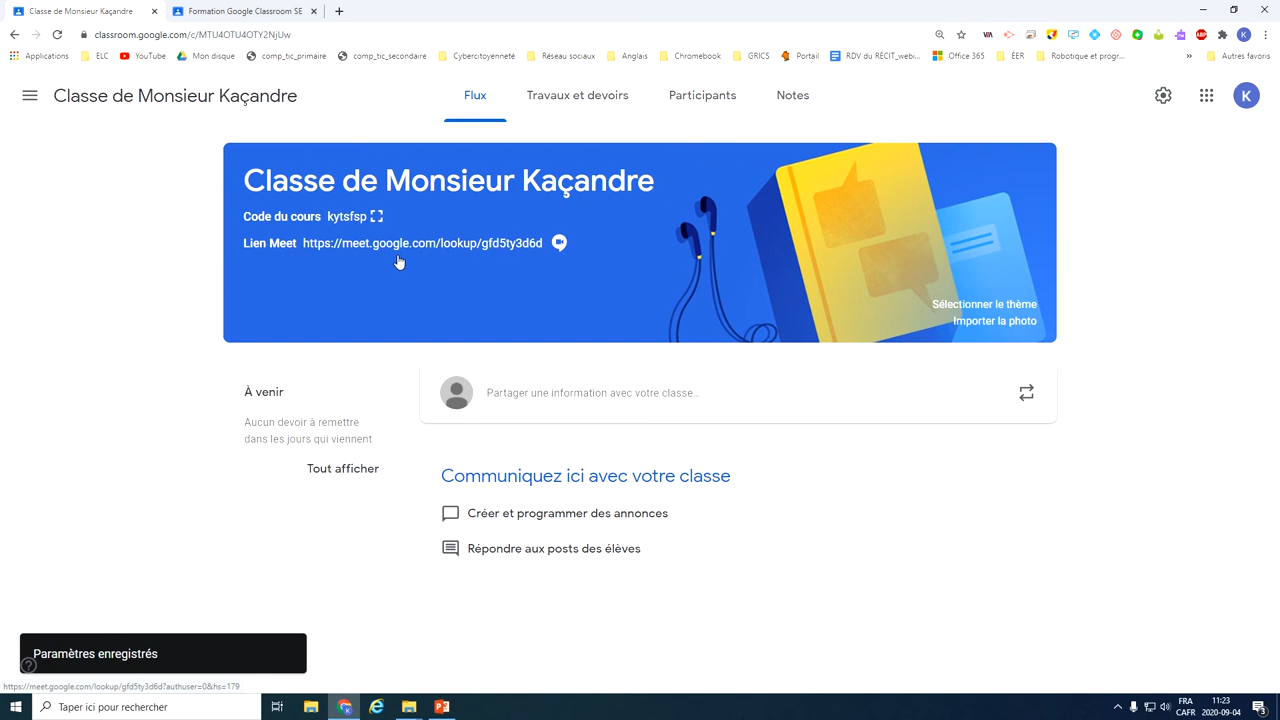 Classe de Monsieur Kaçandre
Formation Google Classroom SE
classroom.google.com/c/MTU4OTU4OTY2NjUw
Applications ELC YouTube Mon disque comp_tic_primaire comp_tic_secondaire Cybercitoyenneté Réseau sociaux Anglais Chromebook GRICS Portail RDV du RÉCIT_webi... Office 365 ÉER Robotique et progr... » Autres favoris
Classe de Monsieur Kaçandre
Flux Travaux et devoirs Participants Notes
K
Classe de Monsieur Kaçandre
Code du cours kytsfsp
Lien Meet https://meet.google.com/lookup/gfd5ty3d6d
Sélectionner le thème
Importer la photo
À venir
Aucun devoir à remettre
dans les jours qui viennent
Tout afficher
Partager une information avec votre classe...
Communiquez ici avec votre classe
Créer et programmer des annonces
Répondre aux posts des élèves
Paramètres enregistrés
https://meet.google.com/lookup/gfd5ty3d6d?authuser=0&hs=179
Taper ici pour rechercher
FRA
CAFR
11:23
2020-09-04
3